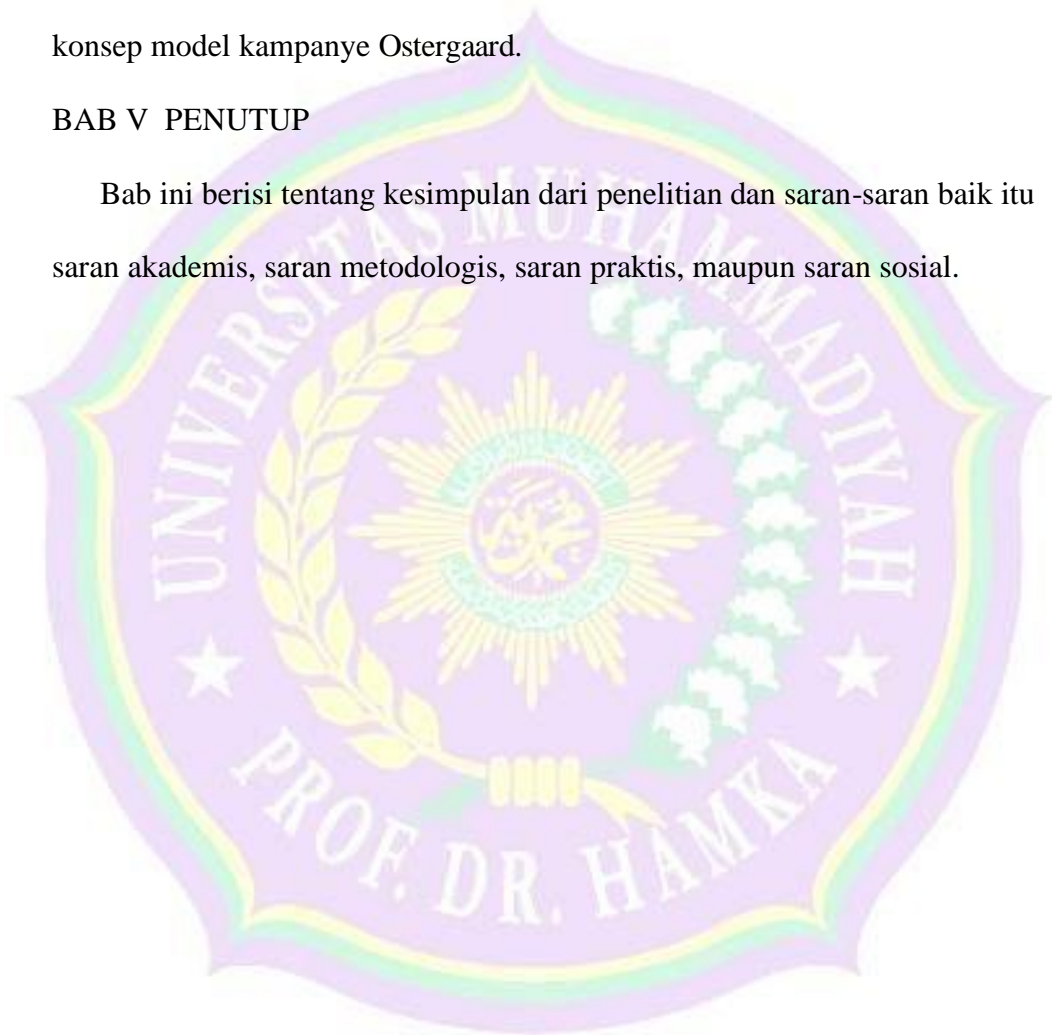 konsep model kampanye Ostergaard.
BAB V  PENUTUP
Bab ini berisi tentang kesimpulan dari penelitian dan saran-saran baik itu
saran akademis, saran metodologis, saran praktis, maupun saran sosial.
UNIVERSITAS MUHAMMADIYAH
PROF. DR. HAMKA